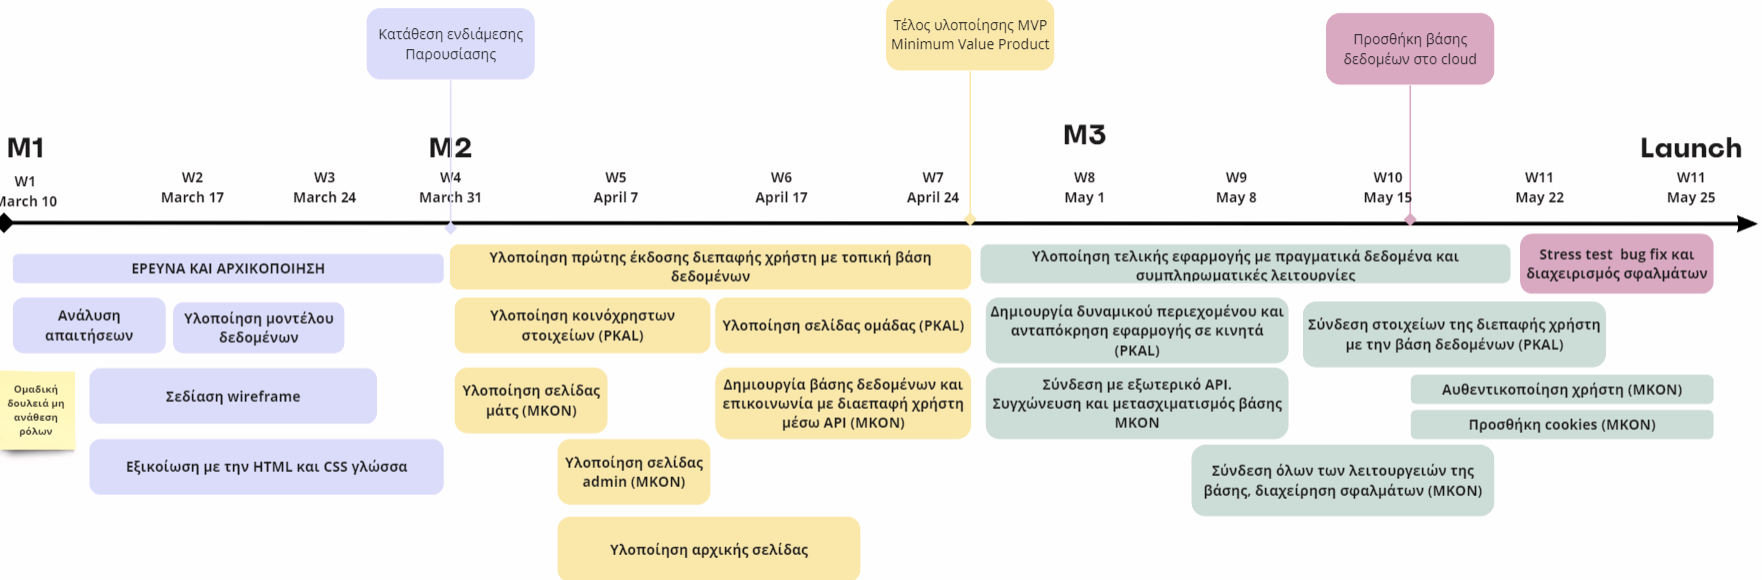 Κατάθεση ενδιάμεσης
Παρουσίασης
Τέλος υλοποίησης MVP
Minimum Value Product
Προσθήκη βάσης
δεδομέων στο cloud
M1
M2
M3
Launch
W1
March 10
W2
March 17
W3
March 24
W4
March 31
W5
April 7
W6
April 17
W7
April 24
W8
May 1
W9
May 8
W10
May 15
W11
May 22
W11
May 25
ΕΡΕΥΝΑ ΚΑΙ ΑΡΧΙΚΟΠΟΙΗΣΗ
Υλοποίηση πρώτης έκδοσης διεπαφής χρήστη με τοπική βάση
δεδομένων
Υλοποίηση τελικής εφαρμογής με πραγματικά δεδομένα και
συμπληρωματικές λειτουργίες
Stress test bug fix και
διαχειρισμός σφαλμάτων
Ανάλυση
απαιτήσεων
Υλοποίηση μοντέλου
δεδομένων
Υλοποίηση κοινόχρηστων
στοιχείων (PKAL)
Υλοποίηση σελίδας ομάδας (PKAL)
Δημιουργία δυναμικού περιεχομένου και
ανταπόκρηση εφαρμογής σε κινητά
(PKAL)
Σύνδεση στοιχείων της διεπαφής χρήστη
με την βάση δεδομένων (PKAL)
Ομαδική
δουλειά μη
ανάθεση
ρόλων
Σεδίαση wireframe
Υλοποίηση σελίδας
μάτς (MKON)
Δημιουργία βάσης δεδομένων και
επικοινωνία με διαεπαφή χρήστη
μέσω API (MKON)
Σύνδεση με εξωτερικό API.
Συγχώνευση και μετασχιματισμός βάσης
MKON
Αυθεντικοποίηση χρήστη (MKON)
Προσθήκη cookies (MKON)
Εξικοίωση με την HTML και CSS γλώσσα
Υλοποίηση σελίδας
admin (MKON)
Σύνδεση όλων των λειτουργειών της
βάσης, διαχείρηση σφαλμάτων (MKON)
Υλοποίηση αρχικής σελίδας